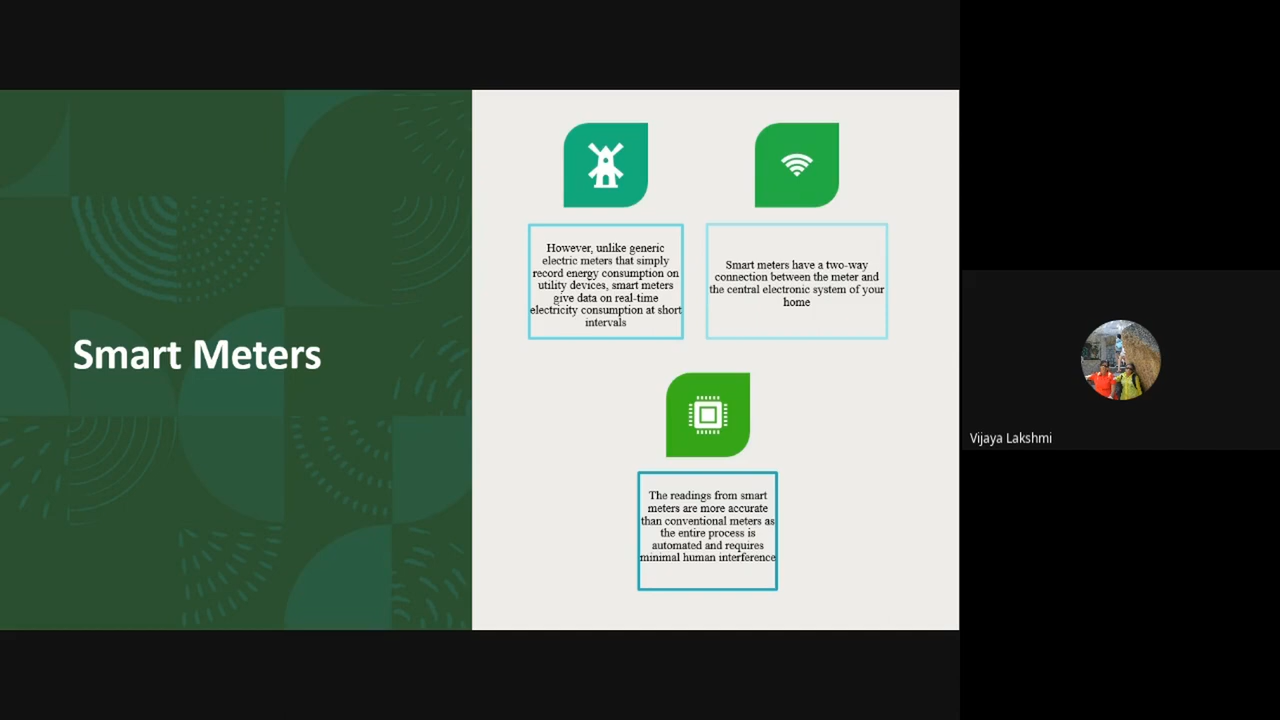 Smart Meters
However, unlike generic
electric meters that simply
record energy consumption on
utility devices, smart meters
give data on real-time
electricity consumption at short
intervals
Smart meters have a two-way
connection between the meter and
the central electronic system of your
home
The readings from smart
meters are more accurate
than conventional meters as
the entire process is
automated and requires
minimal human interference
Vijaya Lakshmi